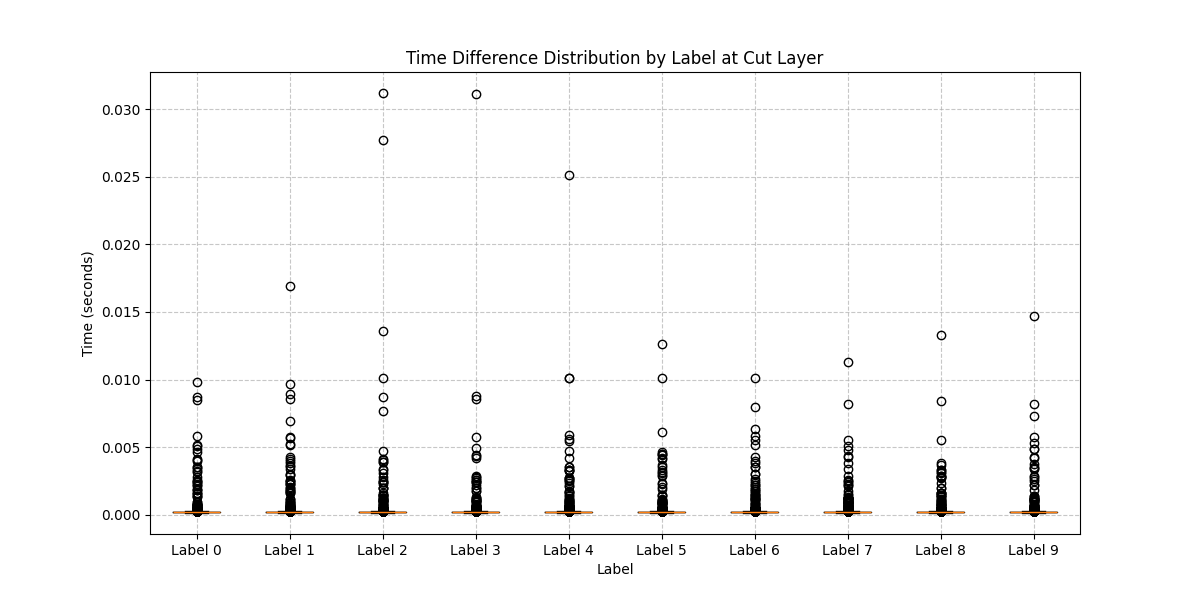 Time Difference Distribution by Label at Cut Layer
0.030
0.025
0.020
0.015
0.010
0.005
0.000
Time (seconds)
Label 0 Label 1 Label 2 Label 3 Label 4 Label 5 Label 6 Label 7 Label 8 Label 9
Label